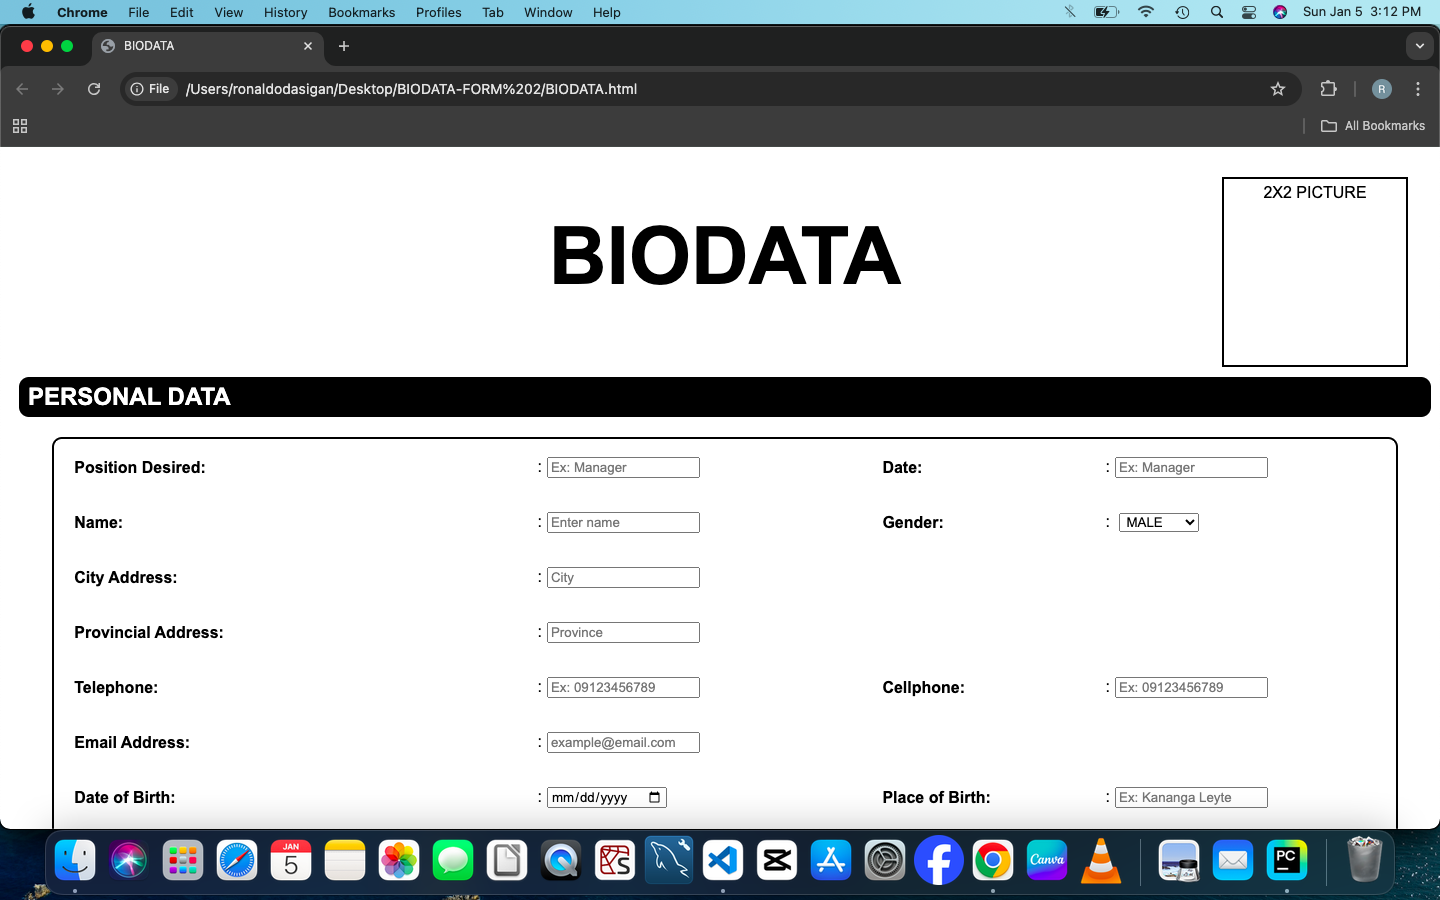 Chrome File Edit View History Bookmarks Profiles Tab Window Help Sun Jan 5 3:12 PM
BIODATA
File /Users/ronaldodasigan/Desktop/BIODATA-FORM%202/BIODATA.html R
All Bookmarks
2X2 PICTURE
BIODATA
PERSONAL DATA
Position Desired: : Ex: Manager Date: : Ex: Manager
Name: : Enter name Gender: : MALE
City Address: : City
Provincial Address: : Province
Telephone: : Ex: 09123456789 Cellphone: : Ex: 09123456789
Email Address: : example@email.com
Date of Birth: : mm/dd/yyyy Place of Birth: : Ex: Kananga Leyte
JAN
5
S
Canva
PC